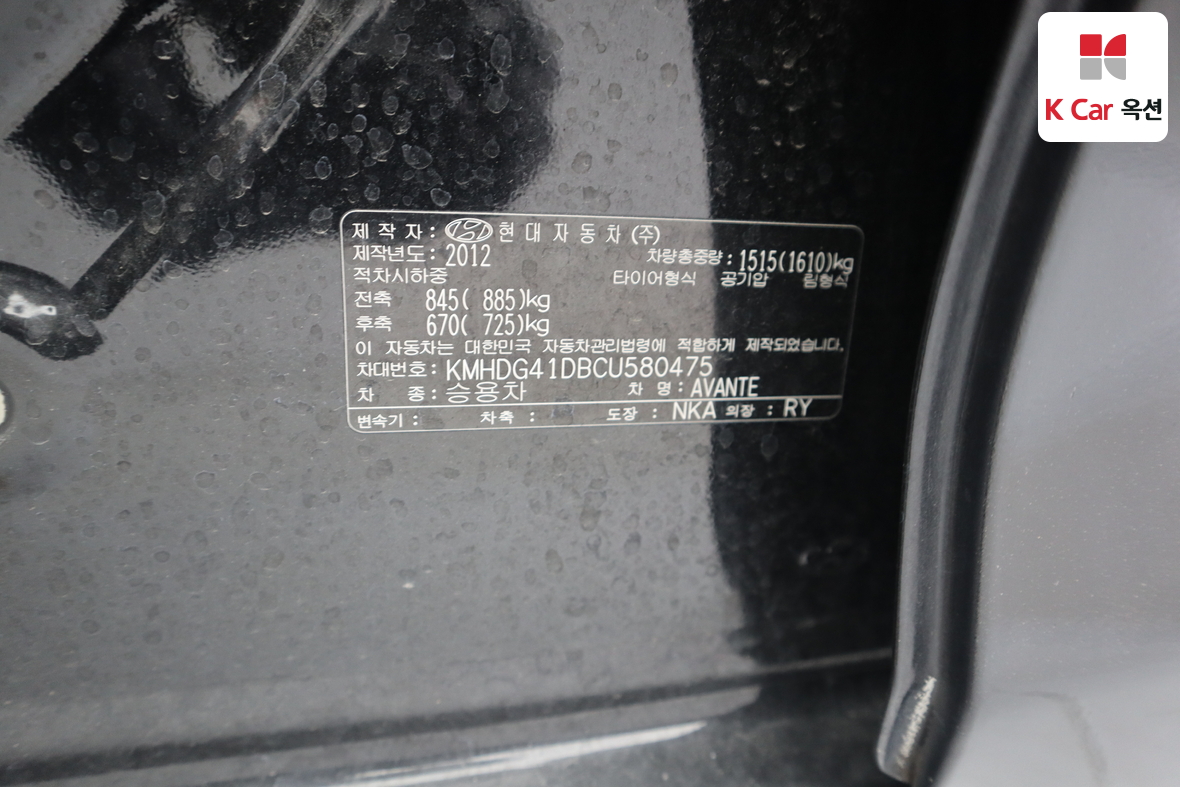 K Car 옥션
제 작 자 : 현 대 자 동 차 (주)
제작년도 : 2012 차량총중량 : 1515(1610)kg
적차시하중 타이어형식 공기압 림형식
전축 845( 885)kg
후축 670( 725)kg
이 자동차는 대한민국 자동차관리법령에 적합하게 제작되었습니다.
차대번호 : KMHDG41DBCU580475
차 종 : 승용차 차 명 : AVANTE
변속기 : 차축 : 도장 : NKA 의장 : RY